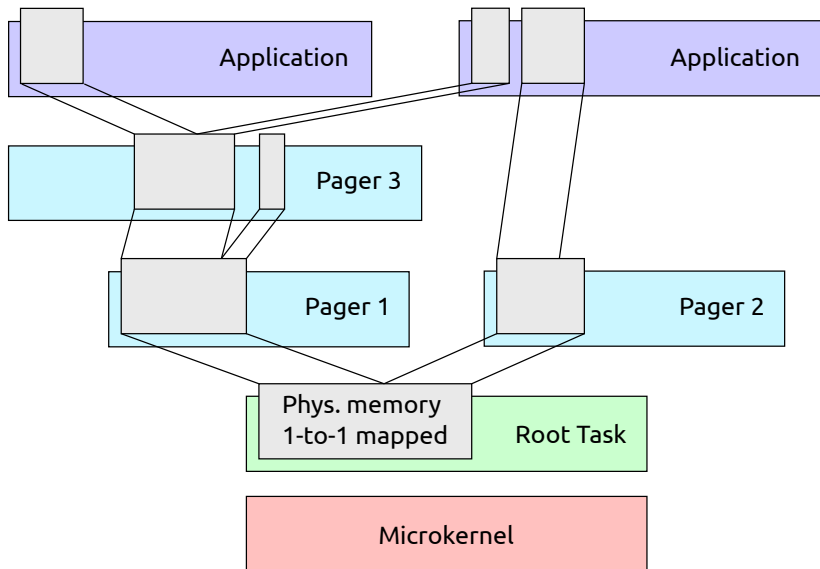 Application
Application
Pager 3
Pager 1
Pager 2
Phys. memory
1-to-1 mapped
Root Task
Microkernel